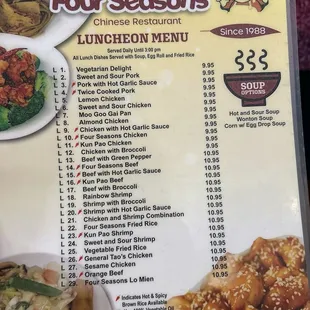 Four Seasons
Chinese Restaurant
LUNCHEON MENU
Since 1988
Served Daily Until 3:00 pm
All Lunch Dishes Served with Soup, Egg Roll and Fried Rice
L 1. Vegetarian Delight 9.95
L 2. Sweet and Sour Pork 9.95
L 3. Pork with Hot Garlic Sauce 9.95
L 4. Twice Cooked Pork 9.95
L 5. Lemon Chicken 9.95
L 6. Sweet and Sour Chicken 9.95
L 7. Moo Goo Gai Pan 9.95
L 8. Almond Chicken 9.95
L 9. Chicken with Hot Garlic Sauce 9.95
L 10. Four Seasons Chicken 9.95
L 11. Kun Pao Chicken 9.95
L 12. Chicken with Broccoli 9.95
L 13. Beef with Green Pepper 10.95
L 14. Four Seasons Beef 10.95
L 15. Beef with Hot Garlic Sauce 10.95
L 16. Kun Pao Beef 10.95
L 17. Beef with Broccoli 10.95
L 18. Rainbow Shrimp 10.95
L 19. Shrimp with Broccoli 10.95
L 20. Shrimp with Hot Garlic Sauce 10.95
L 21. Chicken and Shrimp Combination 10.95
L 22. Four Seasons Fried Rice 10.95
L 23. Kun Pao Shrimp 10.95
L 24. Sweet and Sour Shrimp 10.95
L 25. Vegetable Fried Rice 10.95
L 26. General Tao's Chicken 10.95
L 27. Sesame Chicken 10.95
L 28. Orange Beef 10.95
L 29. Four Seasons Lo Mien 10.95
SOUP
OPTIONS
Hot and Sour Soup
Wonton Soup
Corn w/ Egg Drop Soup
Indicates Hot & Spicy
Brown Rice Available
Vegetable Oil